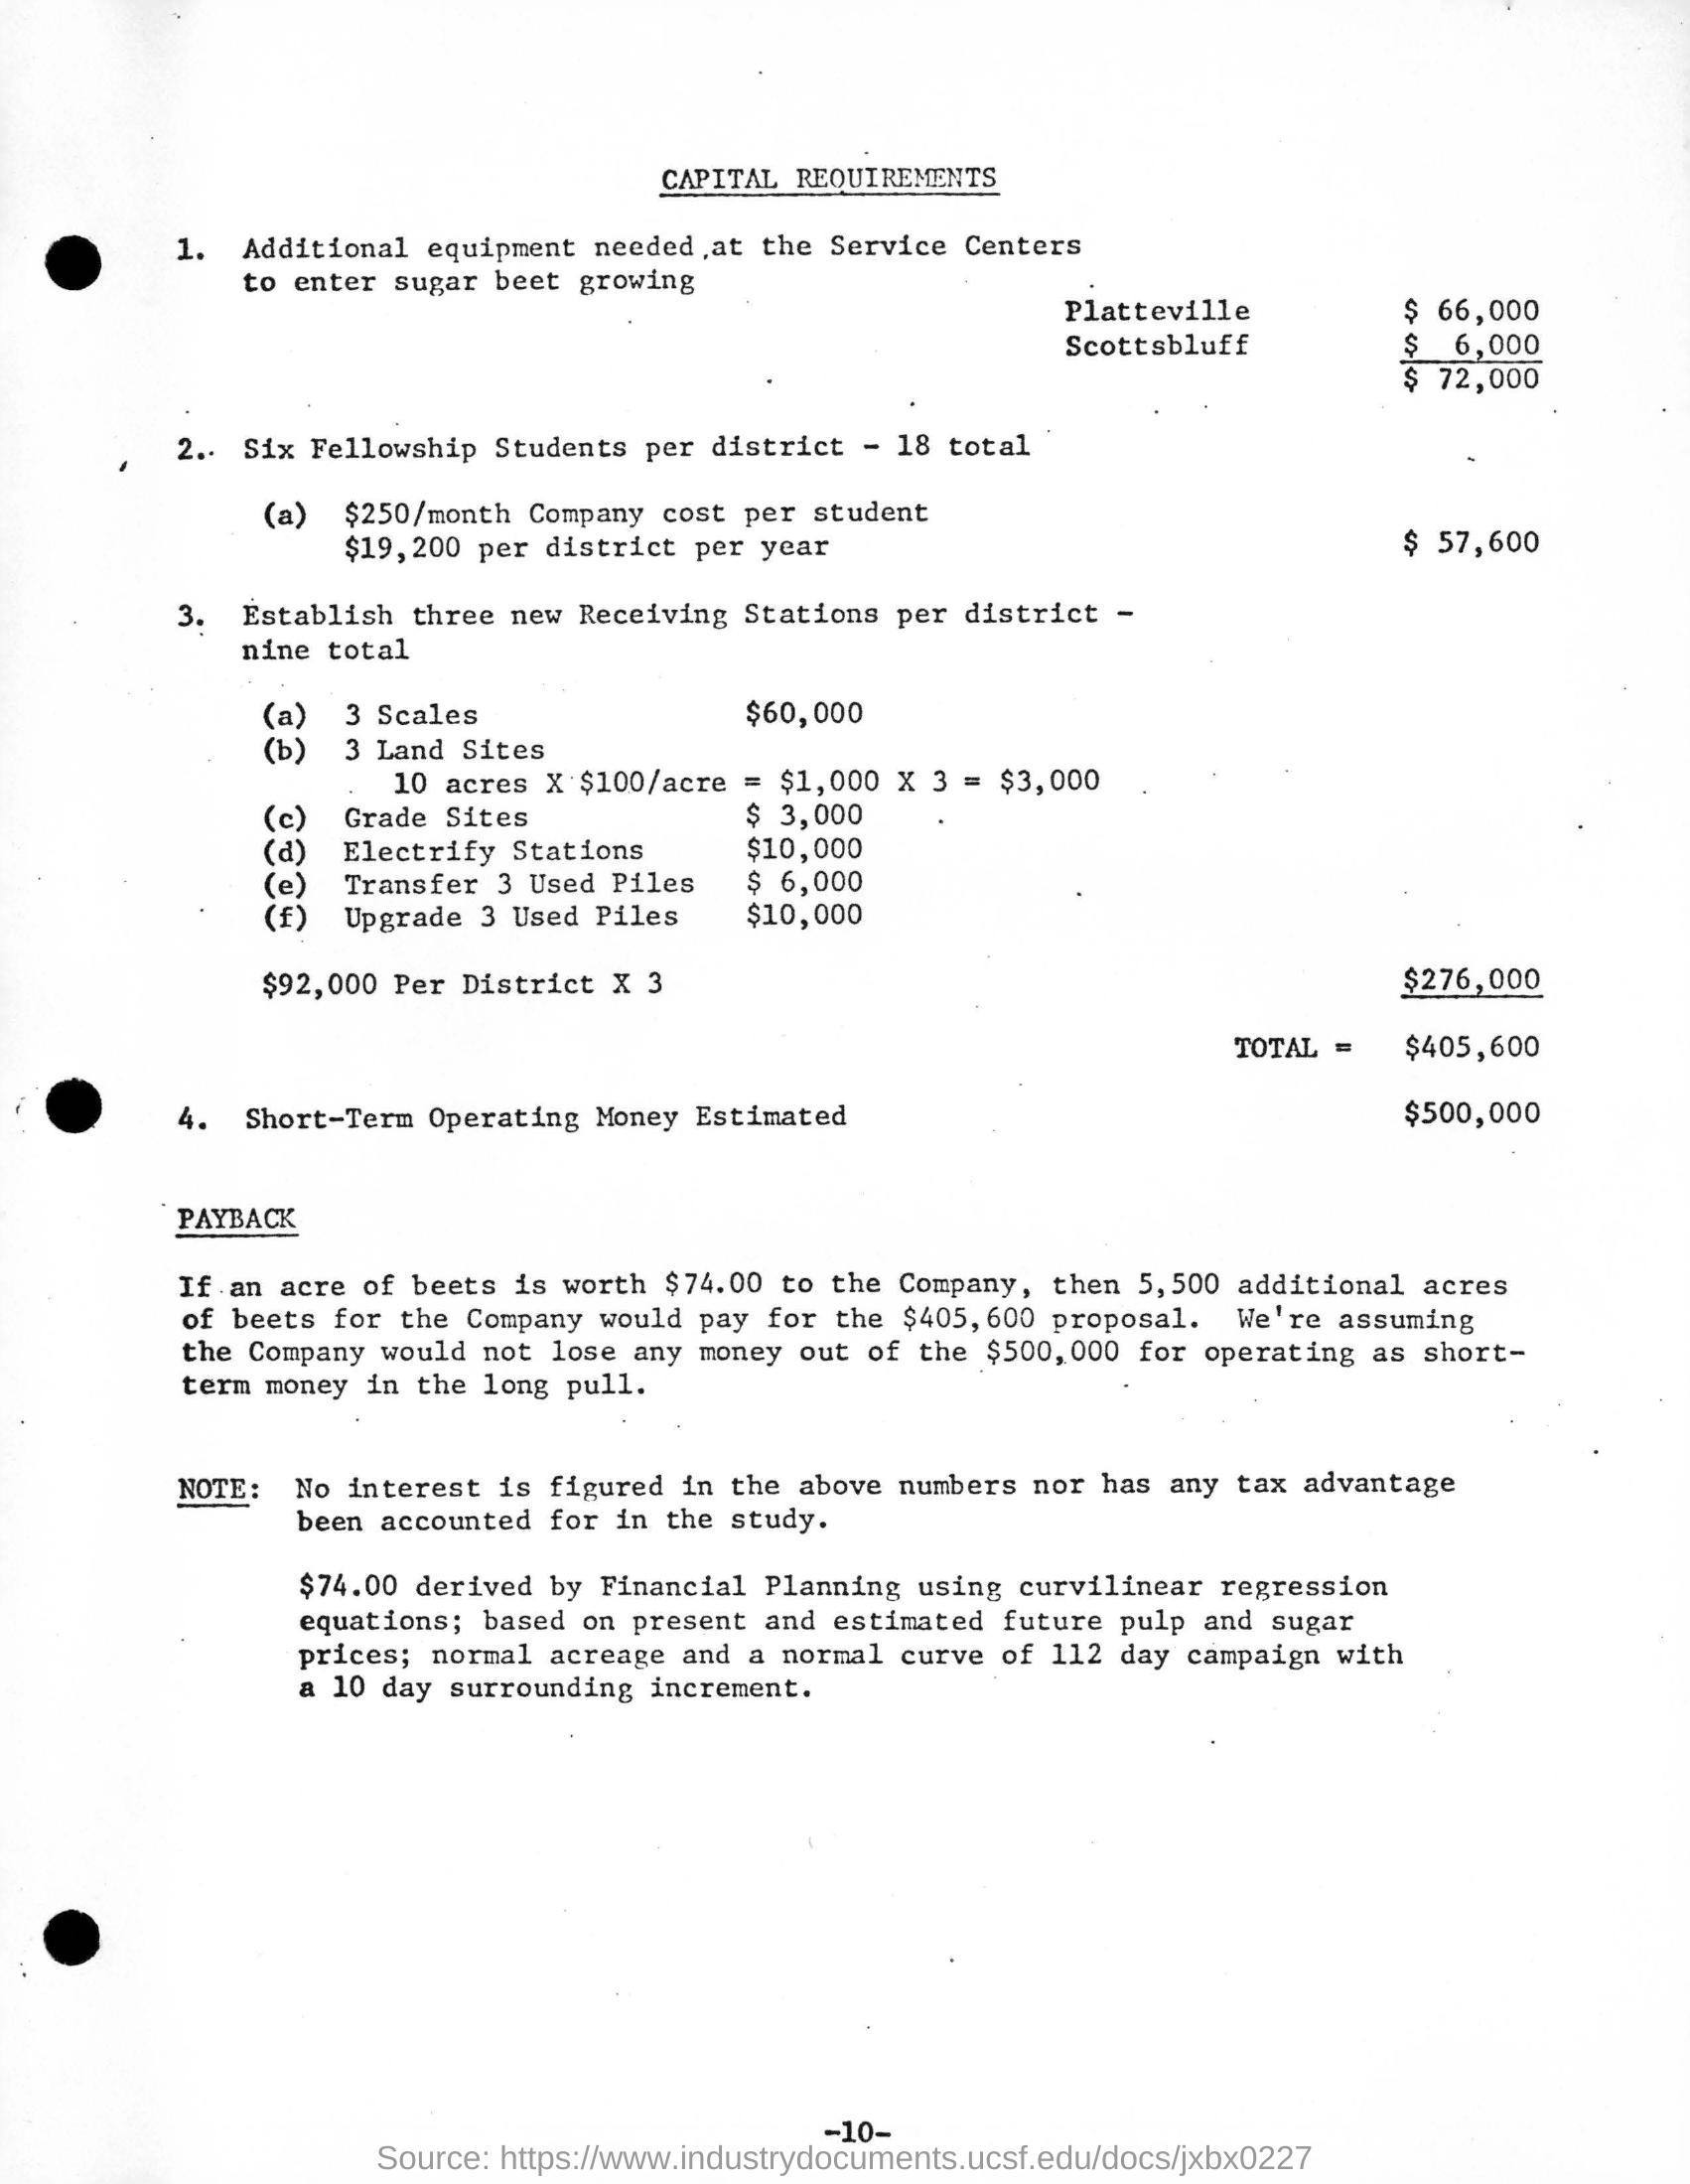 CAPITAL REQUIREMENTS
1. Additional equipment needed at the Service Centers
to enter sugar beet growing
Platteville $ 66,000
Scottsbluff $ 6,000
$ 72,000
2. Six Fellowship Students per district - 18 total
(a) $250/month Company cost per student
$19,200 per district per year $ 57,600
3. Establish three new Receiving Stations per district -
nine total
(a) 3 Scales $60,000
(b) 3 Land Sites
10 acres X $100/acre = $1,000 X 3 = $3,000
(c) Grade Sites $ 3,000
(d) Electrify Stations $10,000
(e) Transfer 3 Used Piles $ 6,000
(f) Upgrade 3 Used Piles $10,000
$92,000 Per District X 3 $276,000
TOTAL = $405,600
4. Short-Term Operating Money Estimated $500,000
PAYBACK
If an acre of beets is worth $74.00 to the Company, then 5,500 additional acres
of beets for the Company would pay for the $405,600 proposal. We're assuming
the Company would not lose any money out of the $500,000 for operating as short-
term money in the long pull.
NOTE: No interest is figured in the above numbers nor has any tax advantage
been accounted for in the study.
$74.00 derived by Financial Planning using curvilinear regression
equations; based on present and estimated future pulp and sugar
prices; normal acreage and a normal curve of 112 day campaign with
a 10 day surrounding increment.
-10-
Source: https://www.industrydocuments.ucsf.edu/docs/jxbx0227